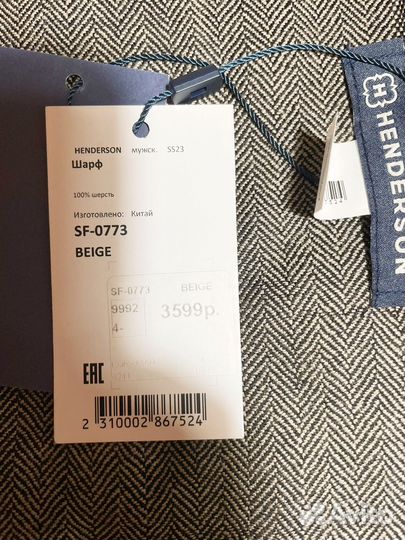 HENDERSON мужск. SS23
Шарф
100% шерсть
Изготовлено: Китай
SF-0773
BEIGE
SF-0773 BEIGE
9992
4-
3599р.
EAC
2 310002 867524
HENDERSON
H
Avito